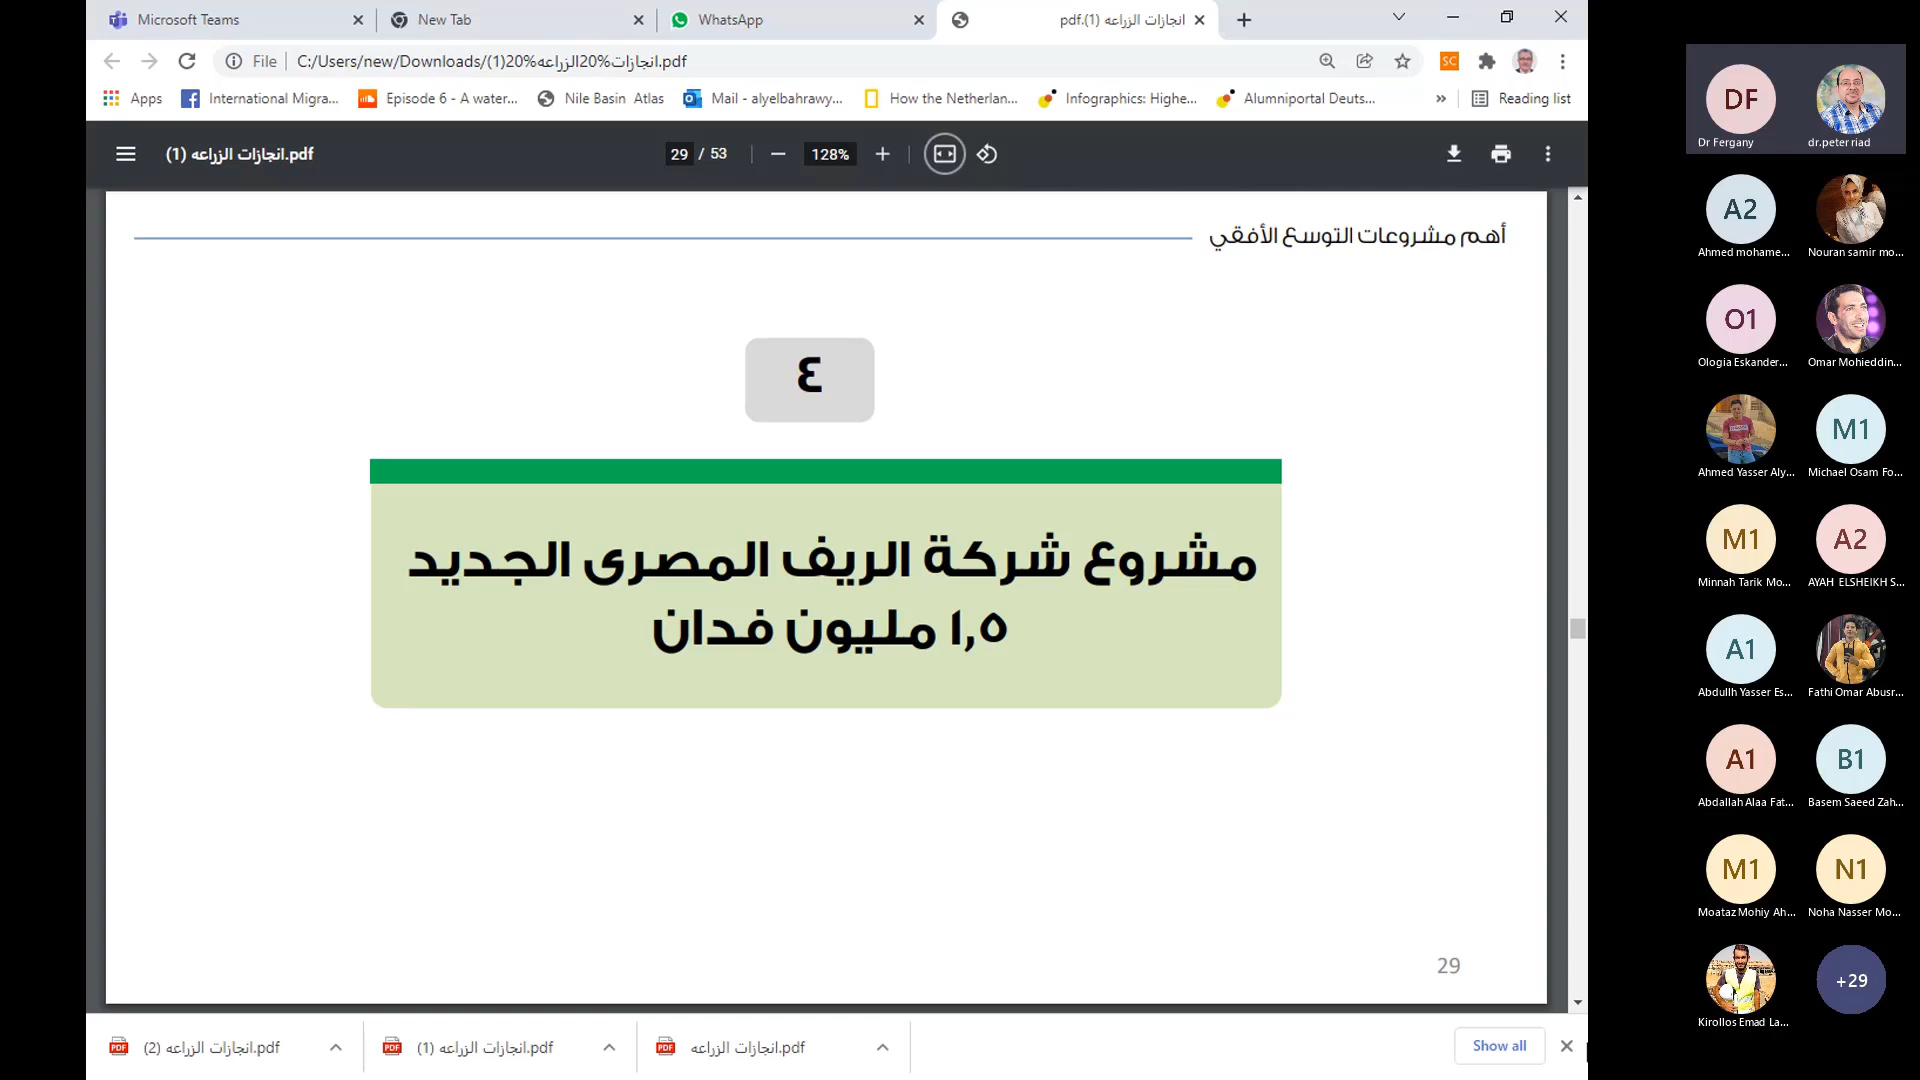 Microsoft Teams
New Tab
WhatsApp
انجازات الزراعه (1).pdf
File
C:/Users/new/Downloads/انجازات%20الزراعه%20(1).pdf
Apps
International Migra...
Episode 6 - A water...
Nile Basin Atlas
Mail - alyelbahrawy...
How the Netherlan...
Infographics: Highe...
Alumniportal Deuts...
»
Reading list
انجازات الزراعه (1).pdf
29 / 53
128%
أهم مشروعات التوسع الأفقي
٤
مشروع شركة الريف المصرى الجديد
١,٥ مليون فدان
29
انجازات الزراعه (2).pdf
انجازات الزراعه (1).pdf
انجازات الزراعه.pdf
Show all
DF
Dr Fergany
dr.peter riad
A2
Ahmed mohame...
Nouran samir mo...
O1
Ologia Eskander...
Omar Mohieddin...
Ahmed Yasser Aly...
M1
Michael Osam Fo...
M1
Minnah Tarik Mo...
A2
AYAH ELSHEIKH S...
A1
Abdullh Yasser Es...
Fathi Omar Abusr...
A1
Abdallah Alaa Fat...
B1
Basem Saeed Zah...
M1
Moataz Mohiy Ah...
N1
Noha Nasser Mo...
Kirollos Emad La...
+29